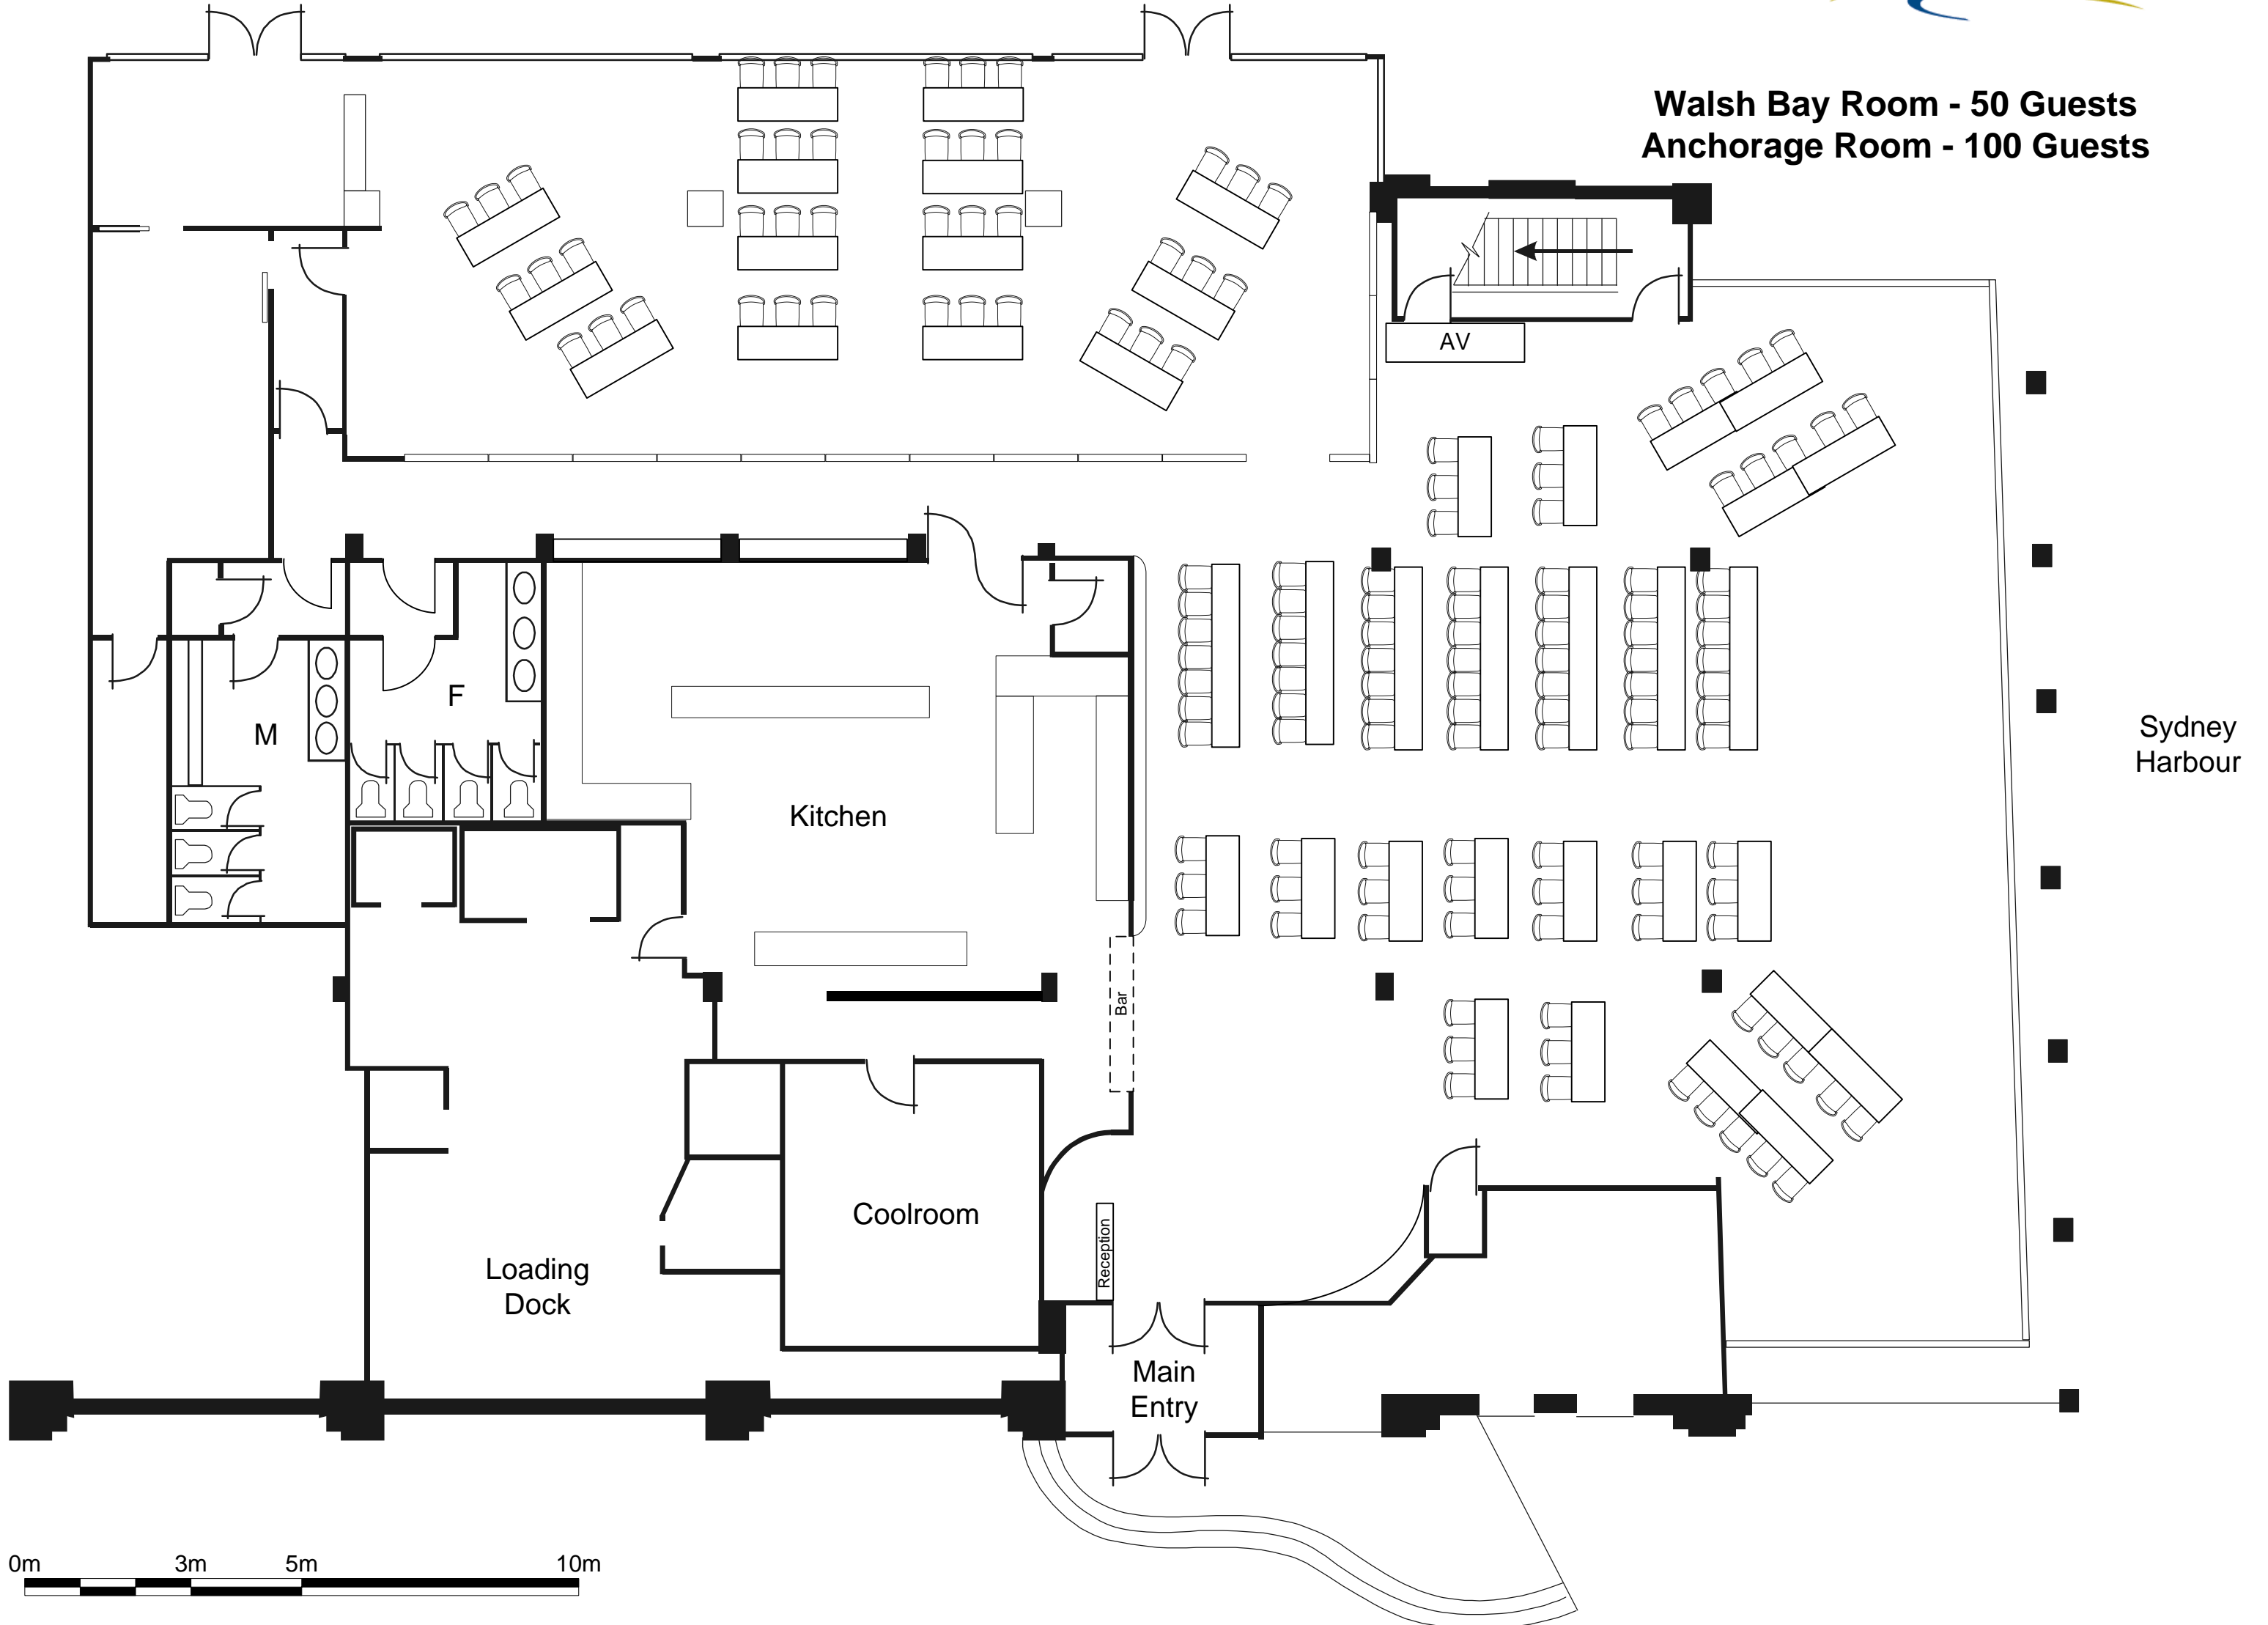 Walsh Bay Room - 50 Guests
Anchorage Room - 100 Guests
AV
Sydney
Harbour
F
M
Kitchen
Bar
Coolroom
Reception
Loading
Dock
Main
Entry
0m 3m 5m 10m